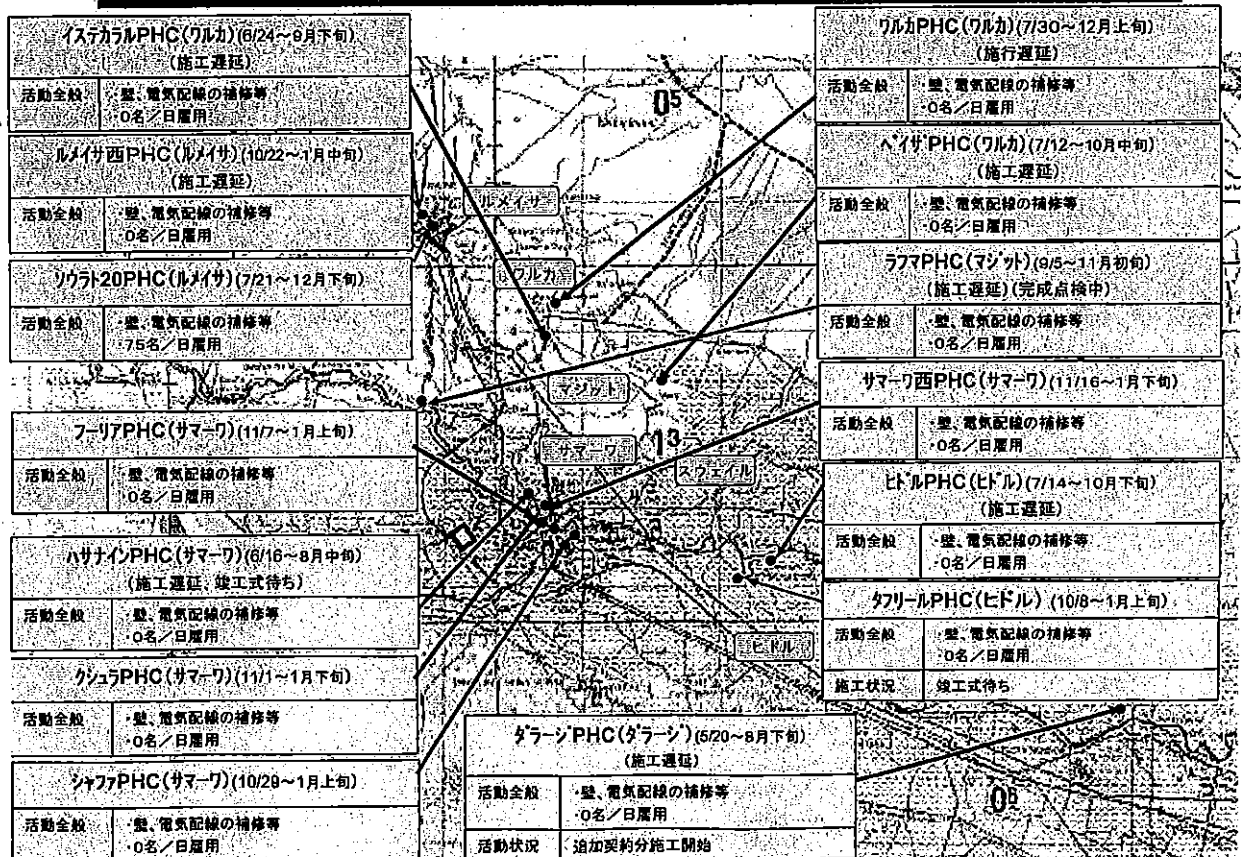 イステカラルPHC(ワルカ)(6/24~9月下旬)
(施工遅延)
活動全般
・壁、電気配線の補修等
・0名/日雇用
ルメイサ西PHC(ルメイサ)(10/22~1月中旬)
(施工遅延)
活動全般
・壁、電気配線の補修等
・0名/日雇用
ソウラト20PHC(ルメイサ)(7/21~12月下旬)
活動全般
・壁、電気配線の補修等
・75名/日雇用
フーリアPHC(サマーワ)(11/7~1月上旬)
活動全般
・壁、電気配線の補修等
・0名/日雇用
ハサナインPHC(サマーワ)(6/16~8月中旬)
(施工遅延、竣工式待ち)
活動全般
・壁、電気配線の補修等
・0名/日雇用
クシュラPHC(サマーワ)(11/1~1月下旬)
活動全般
・壁、電気配線の補修等
・0名/日雇用
シャファPHC(サマーワ)(10/29~1月上旬)
活動全般
・壁、電気配線の補修等
・0名/日雇用
ルメイサ
ワルカ
マジット
サマーワ
スウェイル
ヒドル
05
13
06
ダラージPHC(ダラージ)(5/20~8月下旬)
(施工遅延)
活動全般
・壁、電気配線の補修等
・0名/日雇用
活動状況
追加契約分施工開始
ワルカPHC(ワルカ)(7/30~12月上旬)
(施行遅延)
活動全般
・壁、電気配線の補修等
・0名/日雇用
ベイザPHC(ワルカ)(7/12~10月中旬)
(施工遅延)
活動全般
・壁、電気配線の補修等
・0名/日雇用
ラフマPHC(マジット)(9/5~11月初旬)
(施工遅延)(完成点検中)
活動全般
・壁、電気配線の補修等
・0名/日雇用
サマーワ西PHC(サマーワ)(11/16~1月下旬)
活動全般
・壁、電気配線の補修等
・0名/日雇用
ヒドルPHC(ヒドル)(7/14~10月下旬)
(施工遅延)
活動全般
・壁、電気配線の補修等
・0名/日雇用
タフリールPHC(ヒドル)(10/8~1月上旬)
活動全般
・壁、電気配線の補修等
・0名/日雇用
施工状況
竣工式待ち